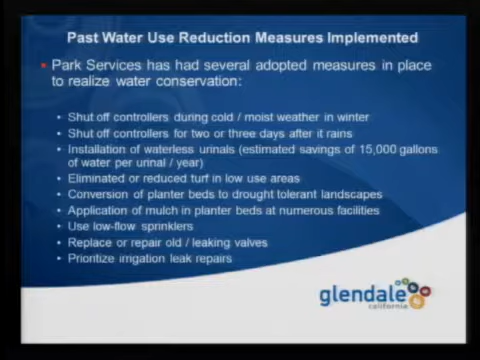 Past Water Use Reduction Measures Implemented
Park Services has had several adopted measures in place
to realize water conservation:
Shut off controllers during cold / moist weather in winter
Shut off controllers for two or three days after it rains
Installation of waterless urinals (estimated savings of 15,000 gallons
of water per urinal / year)
Eliminated or reduced turf in low use areas
Conversion of planter beds to drought tolerant landscapes
Application of mulch in planter beds at numerous facilities
Use low-flow sprinklers
Replace or repair old / leaking valves
Prioritize irrigation leak repairs
glendale
california